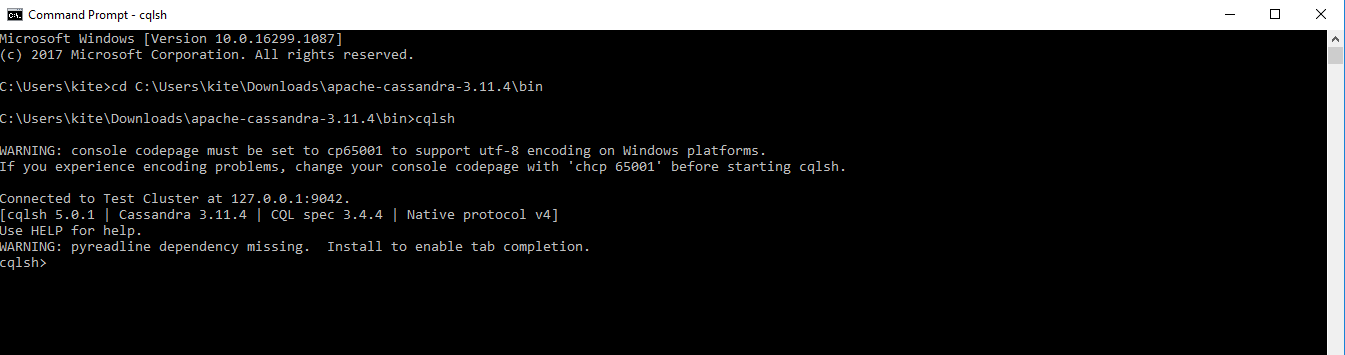 Command Prompt - cqlsh
Microsoft Windows [Version 10.0.16299.1087]
(c) 2017 Microsoft Corporation. All rights reserved.
C:\Users\kite>cd C:\Users\kite\Downloads\apache-cassandra-3.11.4\bin
C:\Users\kite\Downloads\apache-cassandra-3.11.4\bin>cqlsh
WARNING: console codepage must be set to cp65001 to support utf-8 encoding on Windows platforms.
If you experience encoding problems, change your console codepage with 'chcp 65001' before starting cqlsh.
Connected to Test Cluster at 127.0.0.1:9042.
[cqlsh 5.0.1 | Cassandra 3.11.4 | CQL spec 3.4.4 | Native protocol v4]
Use HELP for help.
WARNING: pyreadline dependency missing.  Install to enable tab completion.
cqlsh>